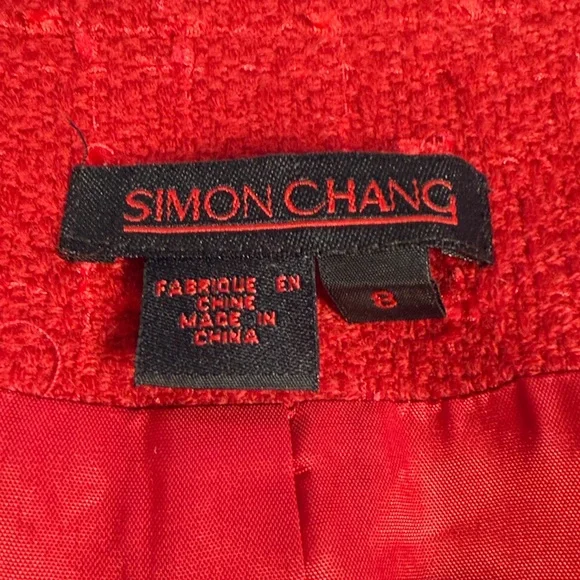 SIMON CHANG
FABRIQUE EN
CHINE
MADE IN
CHINA
8